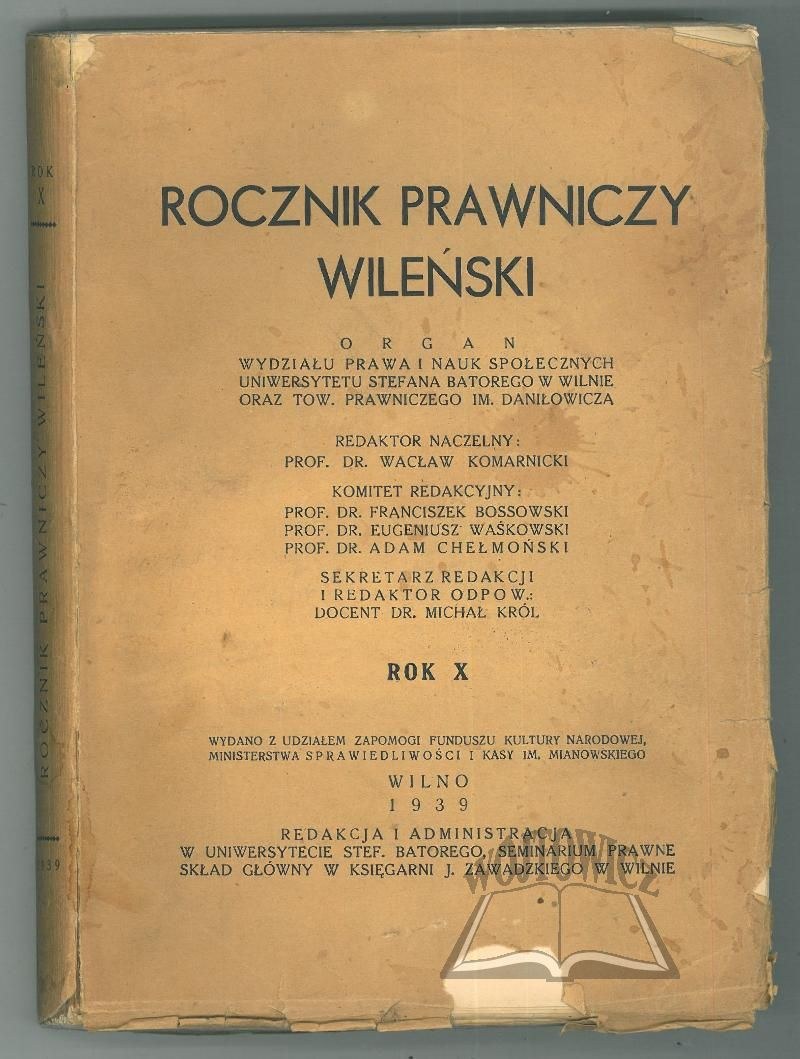 ROCZNIK PRAWNICZY
WILEŃSKI
ORGAN
WYDZIAŁU PRAWA I NAUK SPOŁECZNYCH
UNIWERSYTETU STEFANA BATOREGO W WILNIE
ORAZ TOW. PRAWNICZEGO IM. DANIŁOWICZA
REDAKTOR NACZELNY:
PROF. DR. WACŁAW KOMARNICKI
KOMITET REDAKCYJNY:
PROF. DR. FRANCISZEK BOSSOWSKI
PROF. DR. EUGENIUSZ WAŚKOWSKI
PROF. DR. ADAM CHEŁMOŃSKI
SEKRETARZ REDAKCJI
I REDAKTOR ODPOW.:
DOCENT DR. MICHAŁ KRÓL
ROK X
WYDANO Z UDZIAŁEM ZAPOMOGI FUNDUSZU KULTURY NARODOWEJ,
MINISTERSTWA SPRAWIEDLIWOŚCI I KASY IM. MIANOWSKIEGO
WILNO
1939
REDAKCJA I ADMINISTRACJA
W UNIWERSYTECIE STEF. BATOREGO, SEMINARIUM PRAWNE
SKŁAD GŁÓWNY W KSIĘGARNI J. ZAWADZKIEGO W WILNIE
WÓJTOWICZ
ROK
X
ROCZNIK PRAWNICZY WILEŃSKI
1939